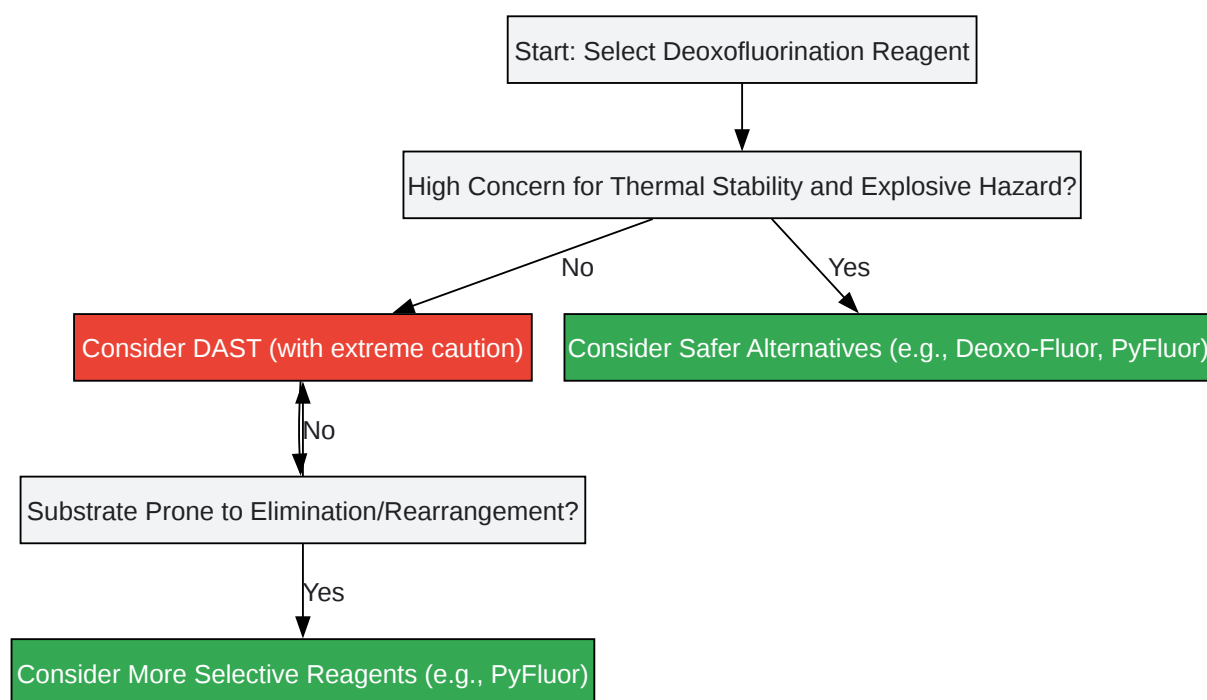 Start: Select Deoxofluorination Reagent
High Concern for Thermal Stability and Explosive Hazard?
No
Yes
Consider DAST (with extreme caution)
Consider Safer Alternatives (e.g., Deoxo-Fluor, PyFluor)
No
Substrate Prone to Elimination/Rearrangement?
Yes
Consider More Selective Reagents (e.g., PyFluor)